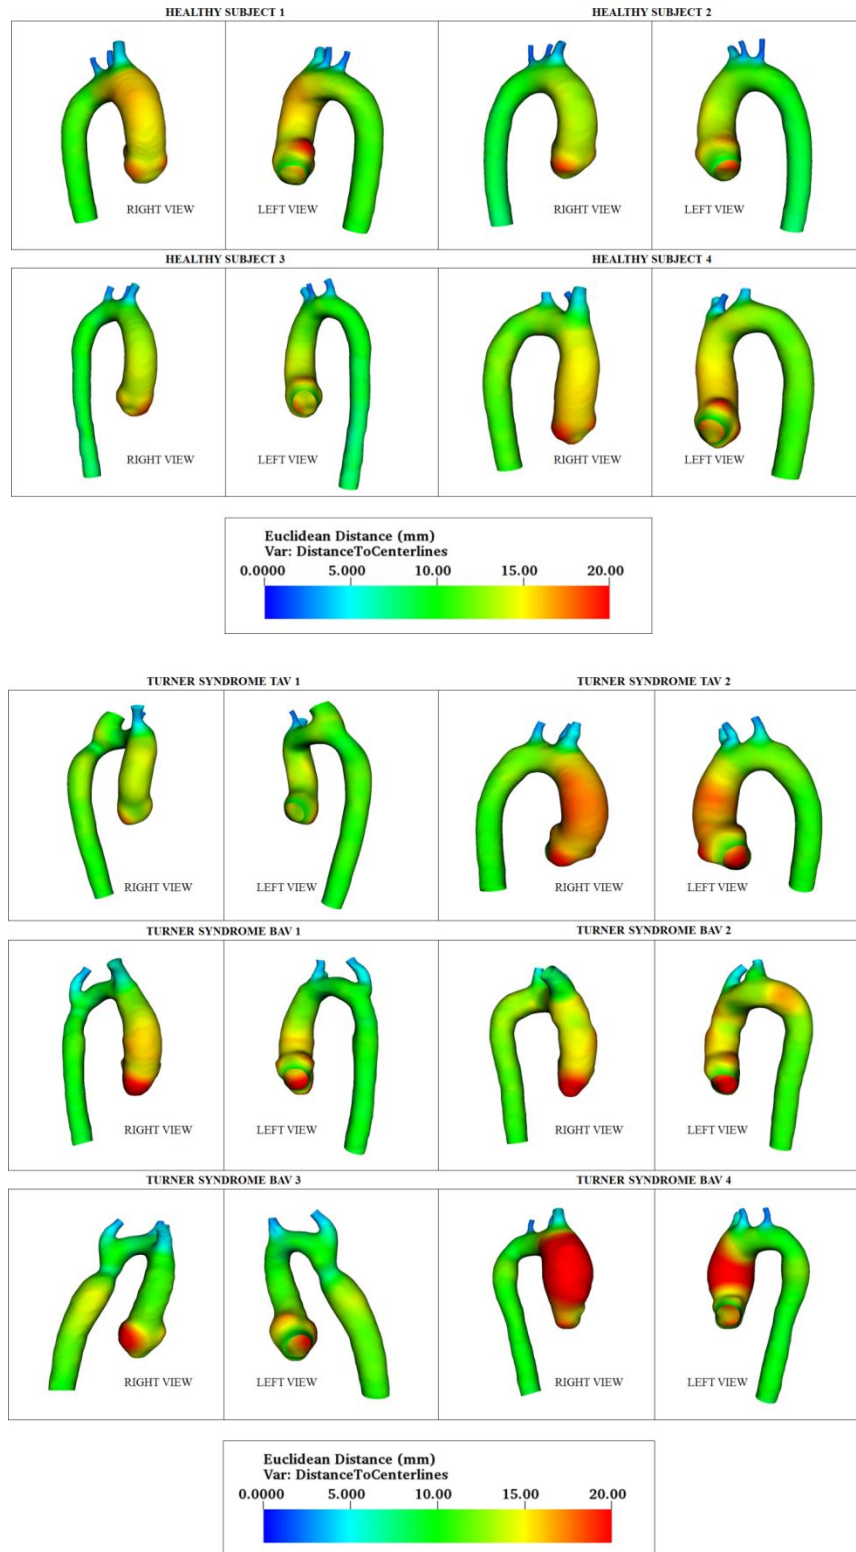 HEALTHY SUBJECT 1
HEALTHY SUBJECT 2
RIGHT VIEW
LEFT VIEW
RIGHT VIEW
LEFT VIEW
HEALTHY SUBJECT 3
HEALTHY SUBJECT 4
RIGHT VIEW
LEFT VIEW
RIGHT VIEW
LEFT VIEW
Euclidean Distance (mm)
Var: DistanceToCenterlines
0.0000 5.000 10.00 15.00 20.00
TURNER SYNDROME TAV 1
TURNER SYNDROME TAV 2
RIGHT VIEW
LEFT VIEW
RIGHT VIEW
LEFT VIEW
TURNER SYNDROME BAV 1
TURNER SYNDROME BAV 2
RIGHT VIEW
LEFT VIEW
RIGHT VIEW
LEFT VIEW
TURNER SYNDROME BAV 3
TURNER SYNDROME BAV 4
RIGHT VIEW
LEFT VIEW
RIGHT VIEW
LEFT VIEW
Euclidean Distance (mm)
Var: DistanceToCenterlines
0.0000 5.000 10.00 15.00 20.00